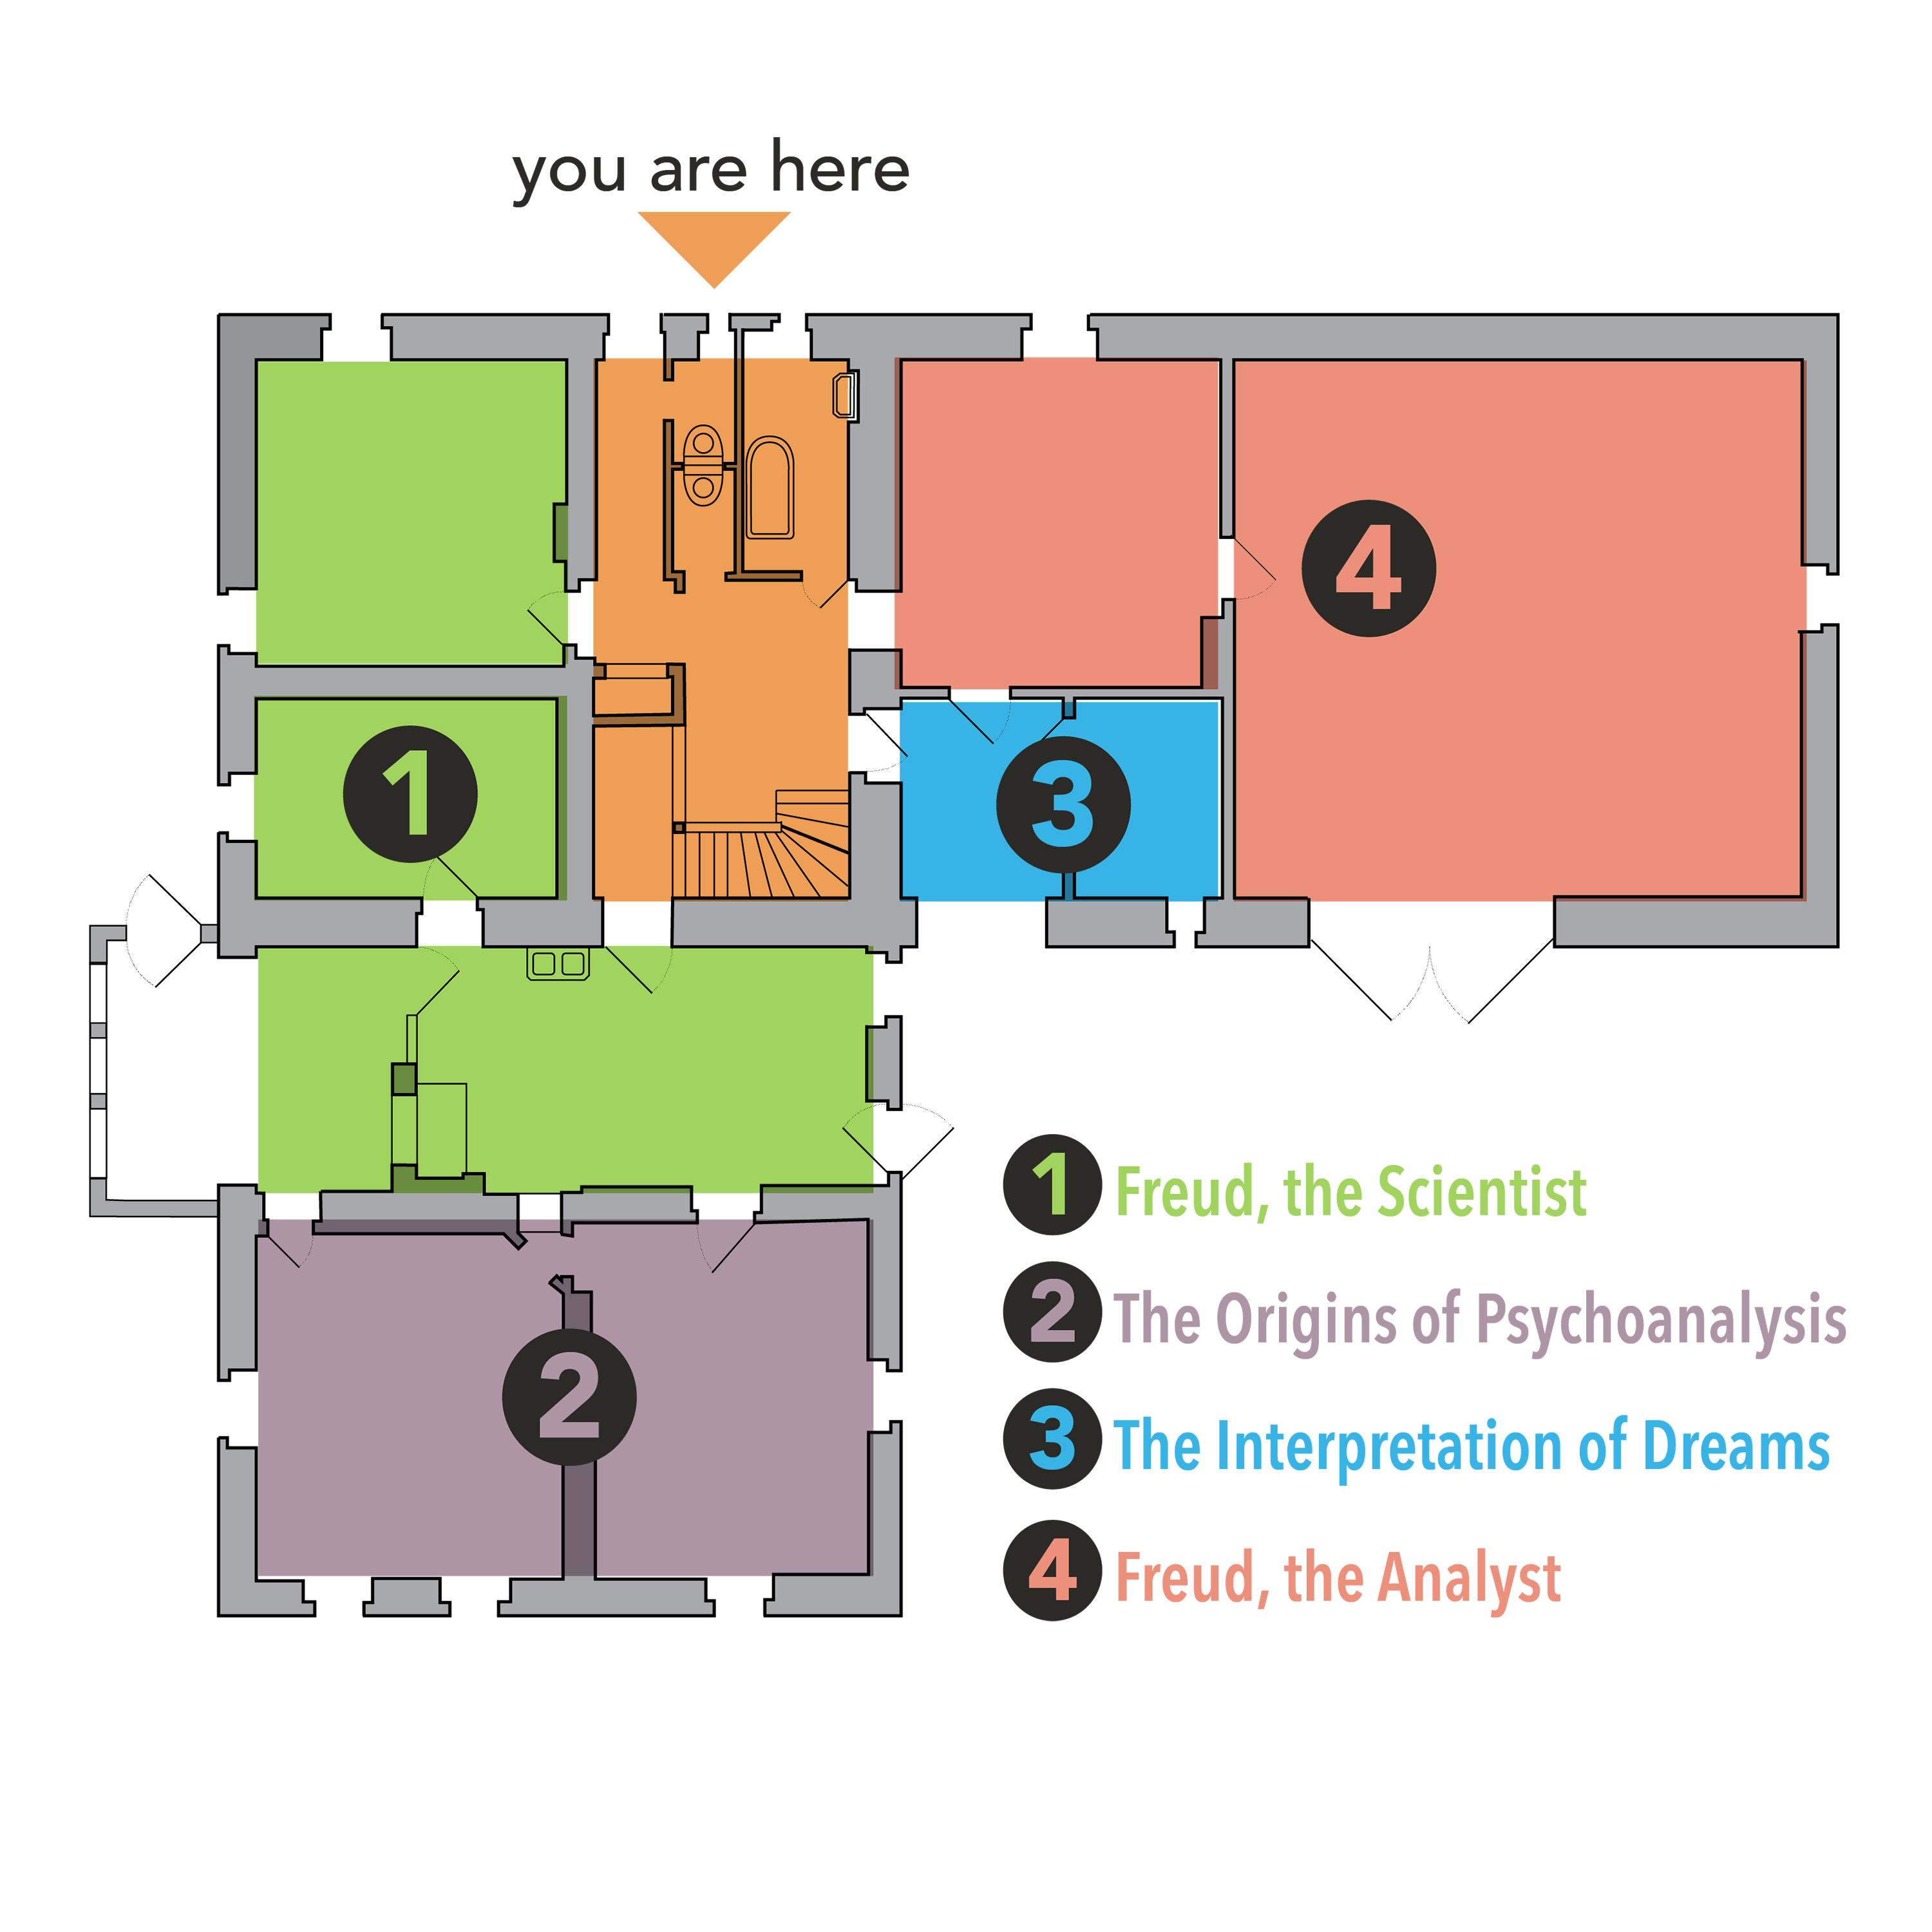 you are here
4
1
3
2
1 Freud, the Scientist
2 The Origins of Psychoanalysis
3 The Interpretation of Dreams
4 Freud, the Analyst